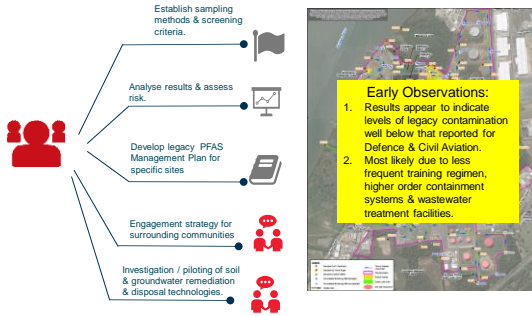 Establish sampling
methods & screening
criteria.
Analyse results & assess
risk.
Develop legacy PFAS
Management Plan for
specific sites
Engagement strategy for
surrounding communities
Investigation / piloting of soil
& groundwater remediation
& disposal technologies.
Early Observations:
1. Results appear to indicate
levels of legacy contamination
well below that reported for
Defence & Civil Aviation.
2. Most likely due to less
frequent training regimen,
higher order containment
systems & wastewater
treatment facilities.